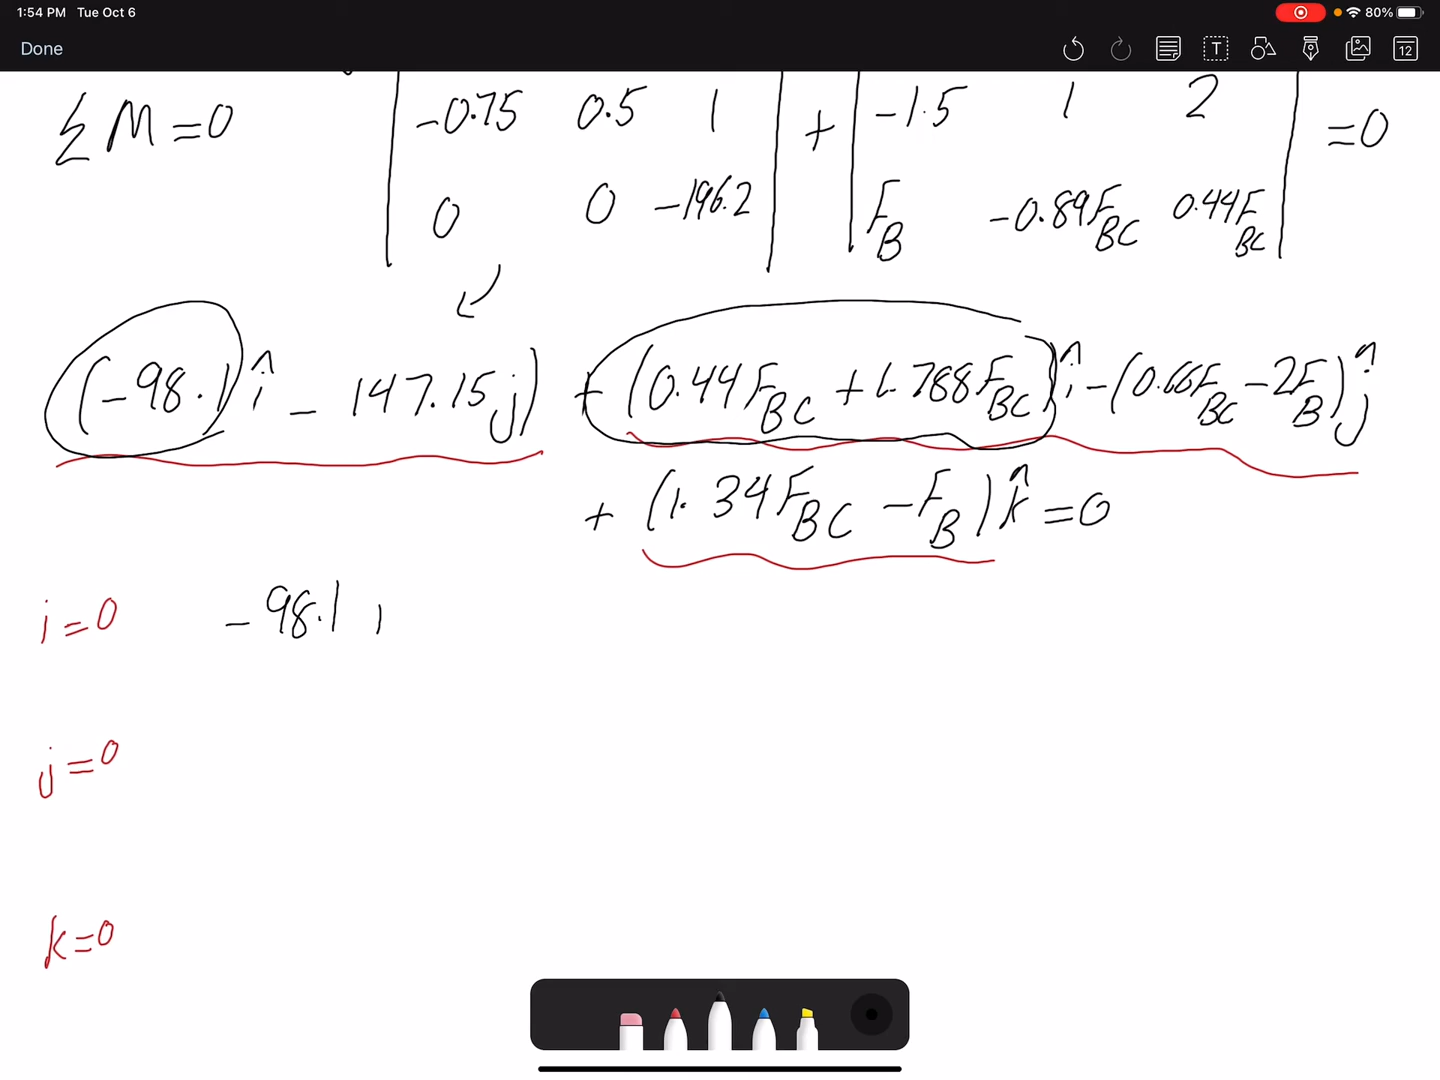 1:54 PM Tue Oct 6 80%
Done T 12
-0.75 0.5 1 -1.5 1 2
ΣM=0 + =0
0 0 -196.2 F_B -0.89F_BC 0.44F_BC
(-98.1)î - 147.15j) + (0.44F_BC + 1.788F_BC)î - (0.66F_BC - 2F_B)ĵ
+ (1.34F_BC - F_B)k̂ = 0
i=0 -98.1
j=0
k=0